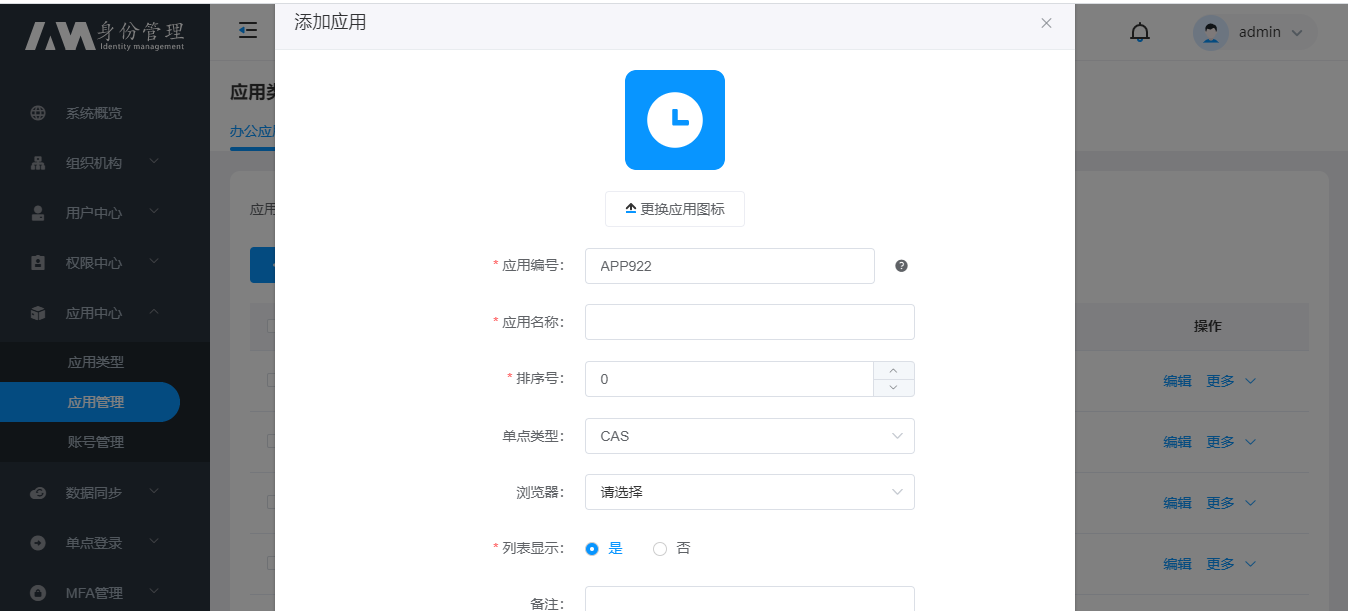 身份管理
Identity management
添加应用
admin
系统概览
组织机构
用户中心
权限中心
应用中心
应用类型
应用管理
账号管理
数据同步
单点登录
MFA管理
应用类
办公应
应用
更换应用图标
* 应用编号：
APP922
* 应用名称：
* 排序号：
0
单点类型：
CAS
浏览器：
请选择
* 列表显示：
是
否
备注：
操作
编辑 更多
编辑 更多
编辑 更多
编辑 更多